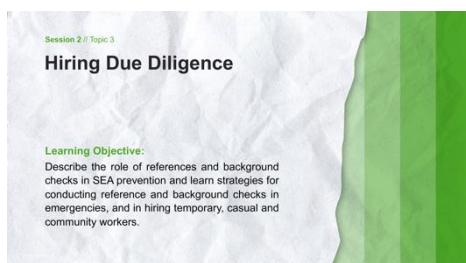 Session 2 // Topic 3
Hiring Due Diligence
Learning Objective:
Describe the role of references and background
checks in SEA prevention and learn strategies for
conducting reference and background checks in
emergencies, and in hiring temporary, casual and
community workers.